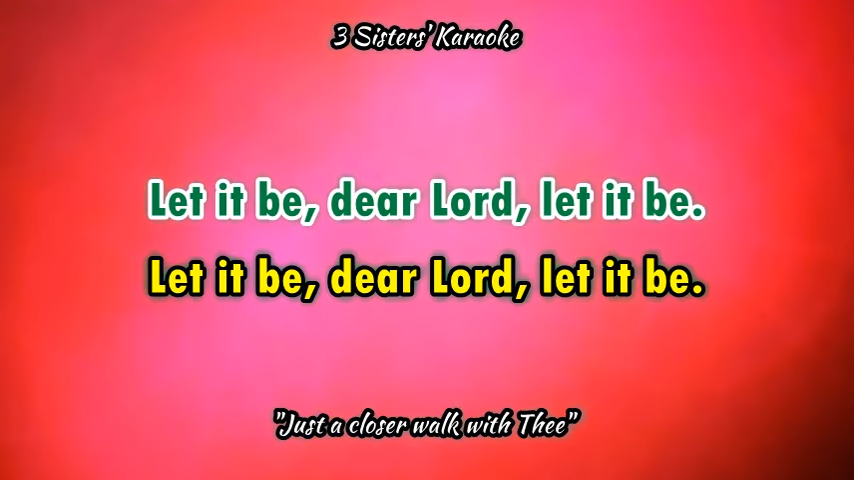 3 Sisters' Karaoke
Let it be, dear Lord, let it be.
Let it be, dear Lord, let it be.
"Just a closer walk with Thee"